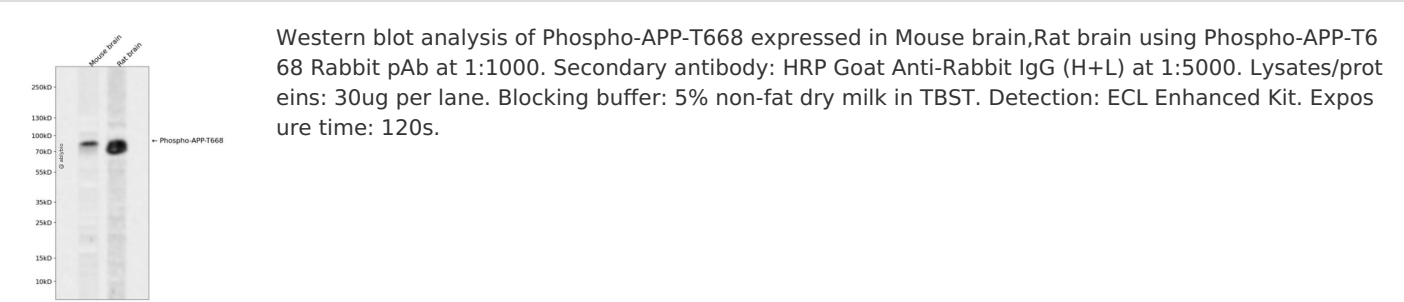 Mouse brain
Rat brain
Western blot analysis of Phospho-APP-T668 expressed in Mouse brain,Rat brain using Phospho-APP-T6
68 Rabbit pAb at 1:1000. Secondary antibody: HRP Goat Anti-Rabbit IgG (H+L) at 1:5000. Lysates/prot
eins: 30ug per lane. Blocking buffer: 5% non-fat dry milk in TBST. Detection: ECL Enhanced Kit. Expos
ure time: 120s.
250kD
130kD
100kD
70kD
55kD
35kD
25kD
15kD
10kD
← Phospho-APP-T668
@ ablybio